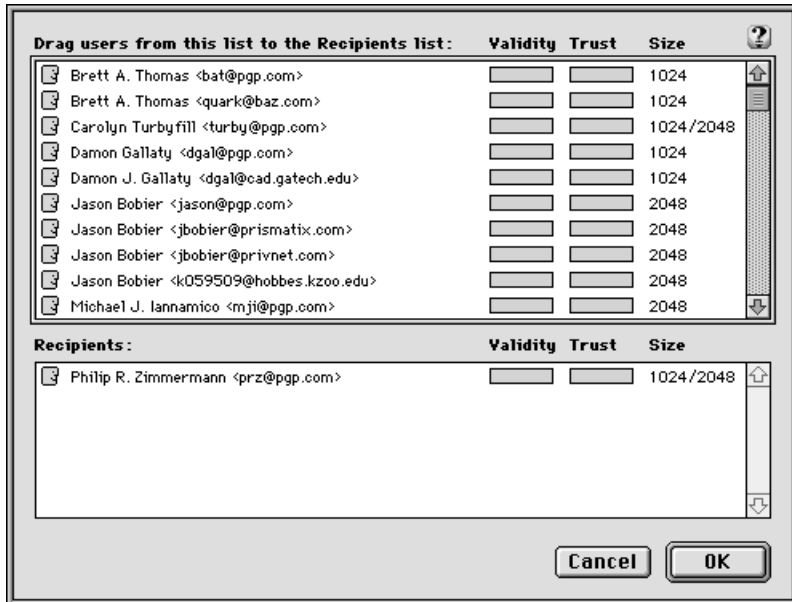 Drag users from this list to the Recipients list: Validity Trust Size ?
Brett A. Thomas <bat@pgp.com> 1024
Brett A. Thomas <quark@baz.com> 1024
Carolyn Turbyfill <turby@pgp.com> 1024/2048
Damon Gallaty <dgal@pgp.com> 1024
Damon J. Gallaty <dgal@cad.gatech.edu> 1024
Jason Bobier <jason@pgp.com> 2048
Jason Bobier <jbobier@prismatix.com> 2048
Jason Bobier <jbobier@privnet.com> 2048
Jason Bobier <k059509@hobbes.kzoo.edu> 2048
Michael J. Iannamico <mji@pgp.com> 2048
Recipients: Validity Trust Size
Philip R. Zimmermann <prz@pgp.com> 1024/2048
Cancel OK